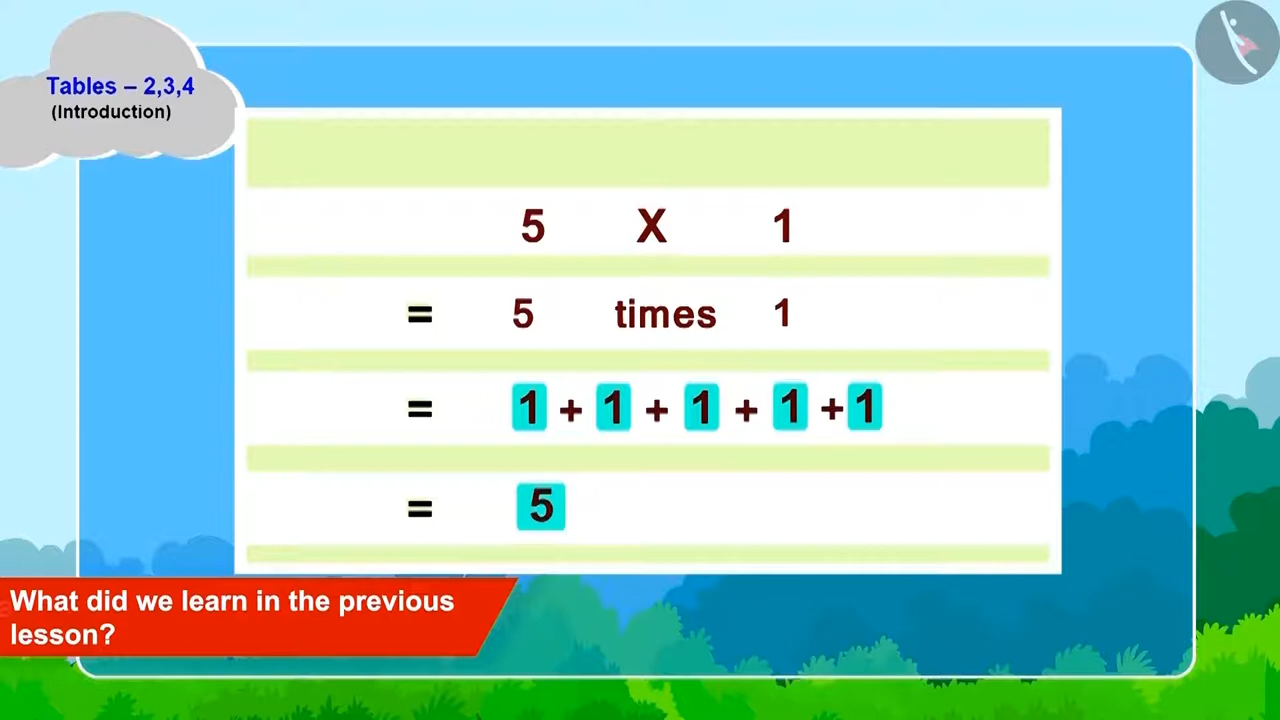 Tables – 2,3,4
(Introduction)
5 X 1
= 5 times 1
= 1 + 1 + 1 + 1 + 1
= 5
What did we learn in the previous
lesson?